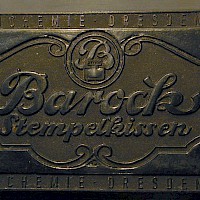 CHEMIE-DRESDEN
B
Barock
Stempelkissen
CHEMIE DRESDEN